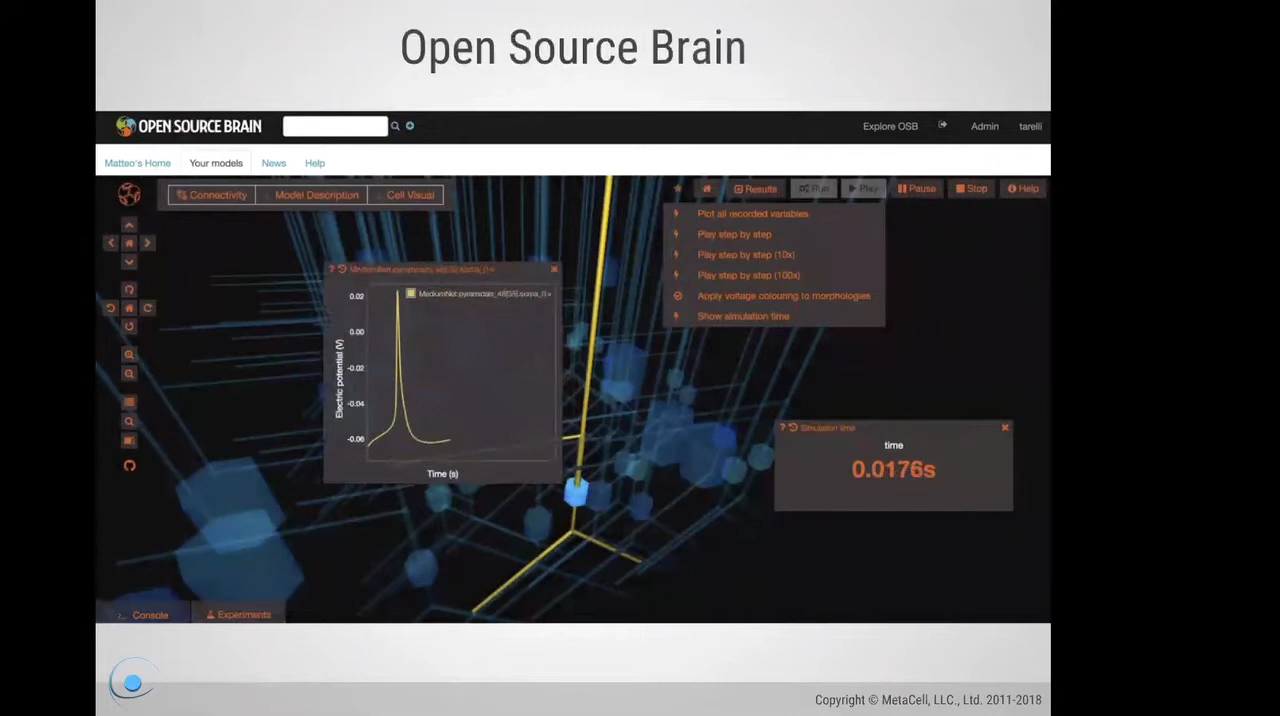 Open Source Brain
OPEN SOURCE BRAIN
Explore OSB
Admin
tarelli
Matteo's Home
Your models
News
Help
Connectivity
Model Description
Cell Visual
Results
Run
Play
Pause
Stop
Help
Plot all recorded variables
Play step by step
Play step by step (10x)
Play step by step (100x)
Apply voltage colouring to morphologies
Show simulation time
0.02
0.00
-0.02
-0.04
-0.06
Electric potential (V)
Time (s)
Simulation time
time
0.0176s
Console
Experiments
Copyright © MetaCell, LLC., Ltd. 2011-2018